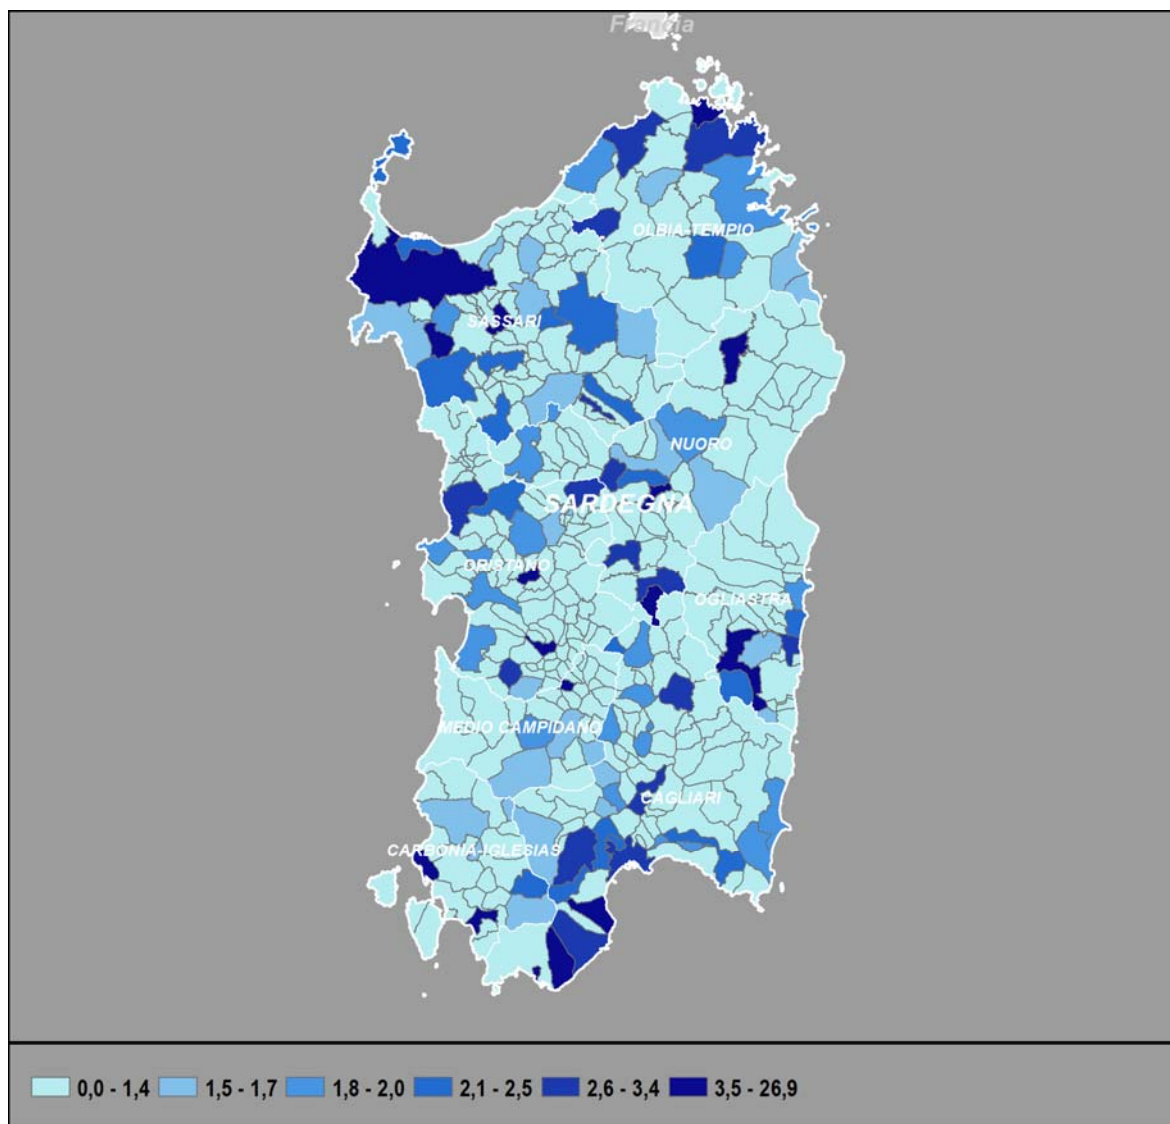 Francia
OLBIA-TEMPIO
SASSARI
NUORO
SARDEGNA
ORISTANO
OGLIASTRA
MEDIO CAMPIDANO
CAGLIARI
CARBONIA-IGLESIAS
0,0 - 1,4 1,5 - 1,7 1,8 - 2,0 2,1 - 2,5 2,6 - 3,4 3,5 - 26,9